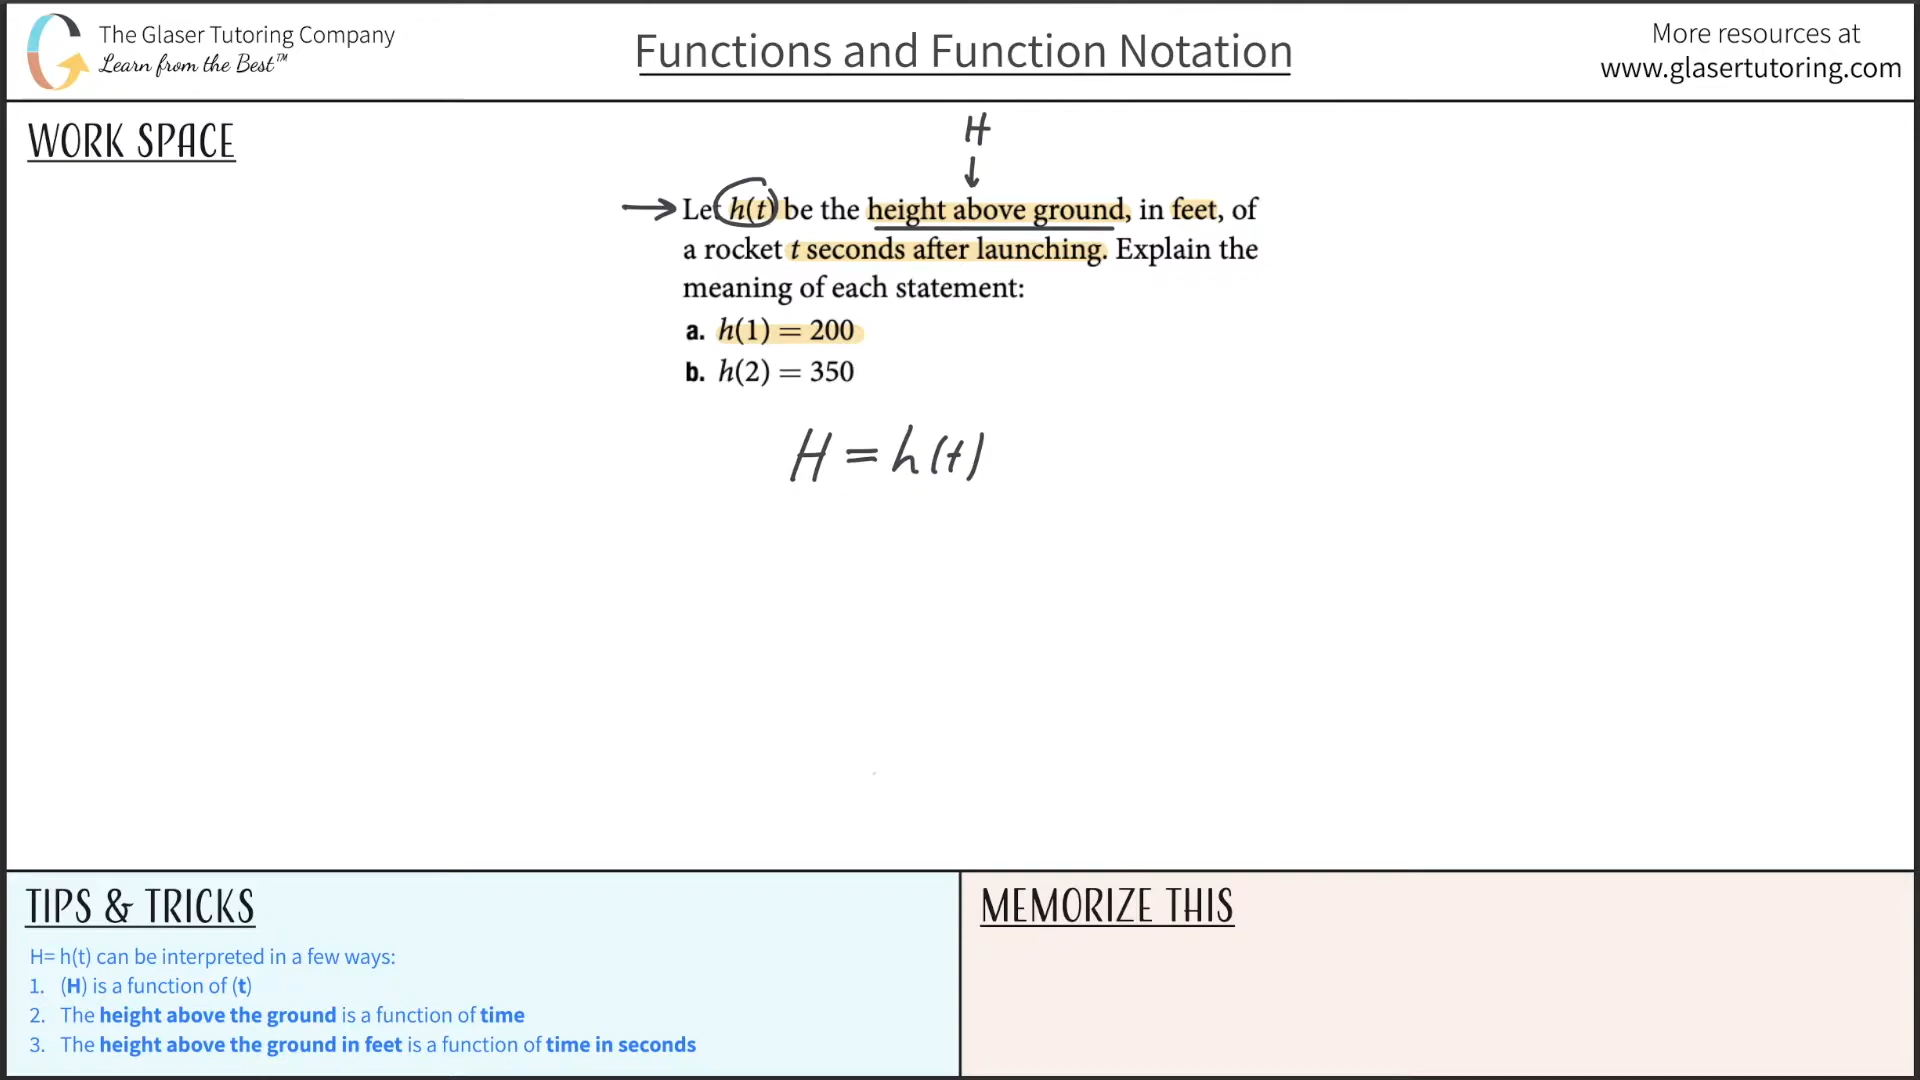 The Glaser Tutoring Company
Learn from the Best™
Functions and Function Notation
More resources at
www.glasertutoring.com
WORK SPACE
H
Let h(t) be the height above ground, in feet, of
a rocket t seconds after launching. Explain the
meaning of each statement:
a. h(1) = 200
b. h(2) = 350
H = h(t)
TIPS & TRICKS
H= h(t) can be interpreted in a few ways:
1. (H) is a function of (t)
2. The height above the ground is a function of time
3. The height above the ground in feet is a function of time in seconds
MEMORIZE THIS